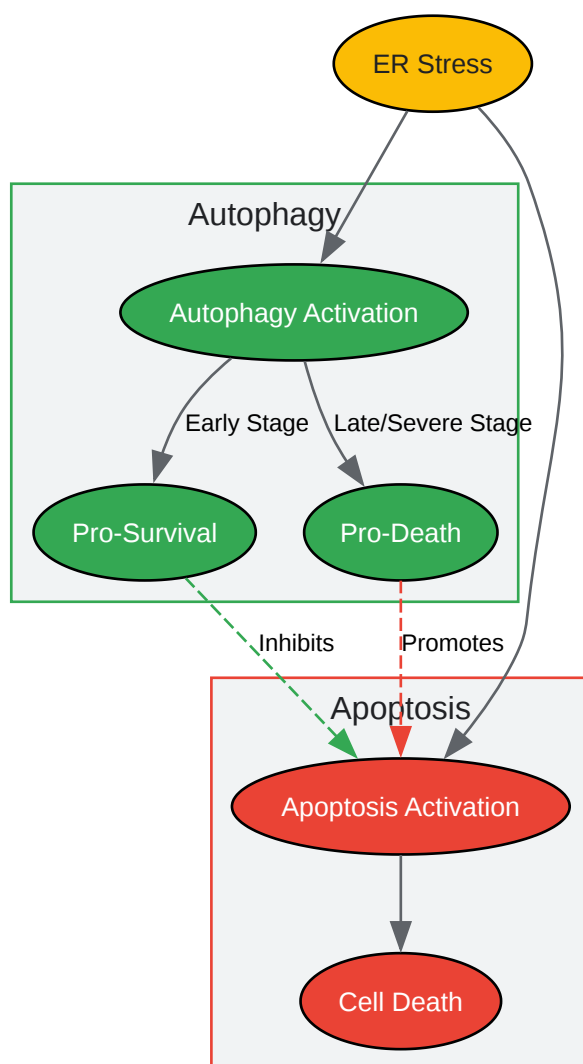 ER Stress
Autophagy
Autophagy Activation
Early Stage
Late/Severe Stage
Pro-Survival
Pro-Death
Inhibits
Promotes
Apoptosis
Apoptosis Activation
Cell Death